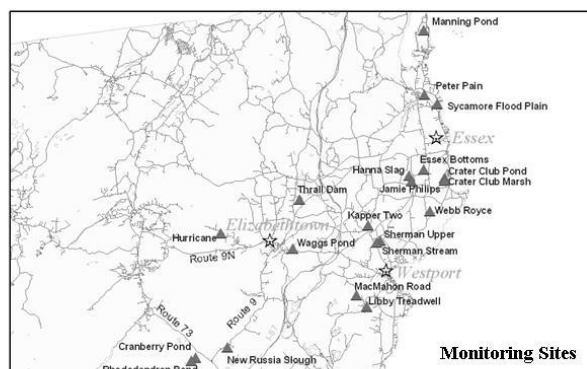 Manning Pond
Peter Pain
Sycamore Flood Plain
Essex
Essex Bottoms
Hanna Slag
Crater Club Pond
Crater Club Marsh
Jamie Philips
Thrall Dam
Webb Royce
Kapper Two
Elizabethtown
Hurricane
Sherman Upper
Waggs Pond
Sherman Stream
Route 9N
Westport
MacMahon Road
Libby Treadwell
Route 9
Route 73
Cranberry Pond
New Russia Slough
Rhododendron Pond
Monitoring Sites